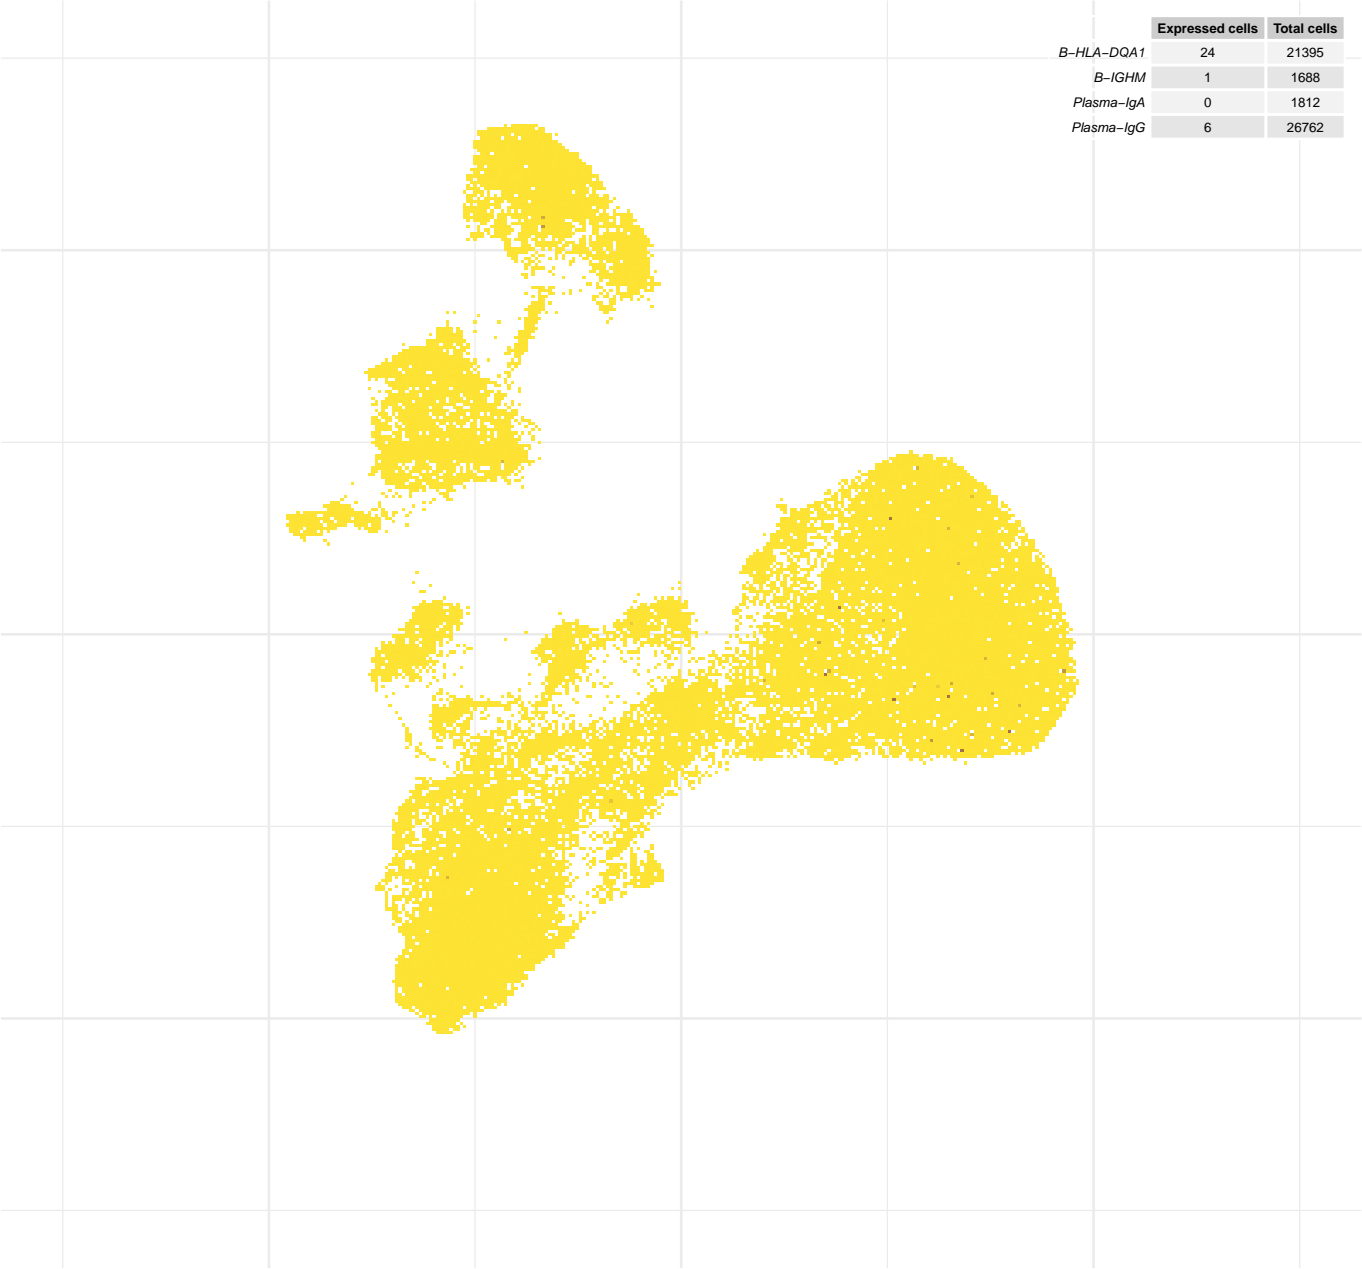 Expressed cells Total cells
B−HLA−DQA1 24 21395
B−IGHM 1 1688
Plasma−IgA 0 1812
Plasma−IgG 6 26762